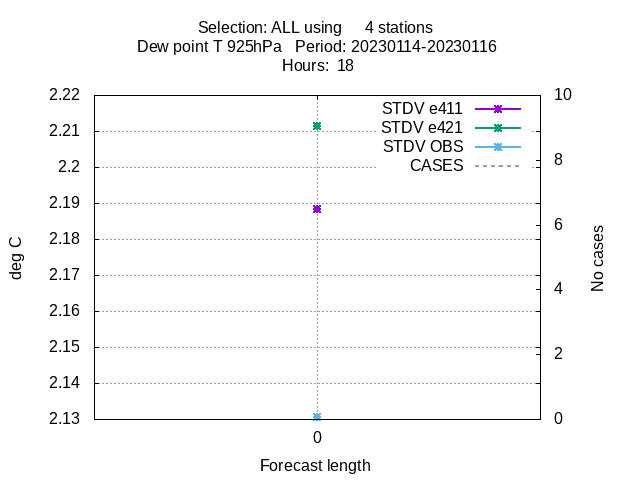 Selection: ALL using     4 stations
Dew point T 925hPa   Period: 20230114-20230116
Hours:  18
2.22
2.21
2.2
2.19
2.18
2.17
2.16
2.15
2.14
2.13
10
8
6
4
2
0
STDV e411
STDV e421
STDV OBS
CASES
deg C
No cases
0
Forecast length